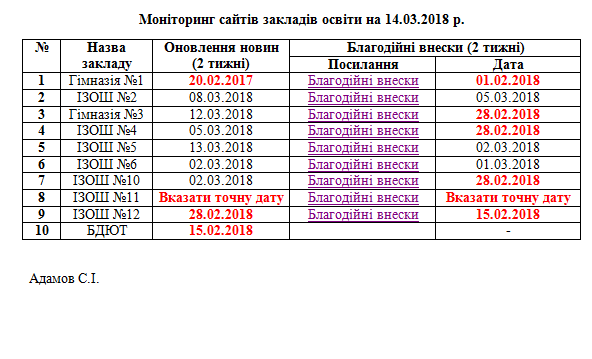 Моніторинг сайтів закладів освіти на 14.03.2018 р.
№ Назва закладу Оновлення новин (2 тижні) Благодійні внески (2 тижні)
Посилання Дата
1 Гімназія №1 20.02.2017 Благодійні внески 01.02.2018
2 ІЗОШ №2 08.03.2018 Благодійні внески 05.03.2018
3 Гімназія №3 12.03.2018 Благодійні внески 28.02.2018
4 ІЗОШ №4 05.03.2018 Благодійні внески 28.02.2018
5 ІЗОШ №5 13.03.2018 Благодійні внески 02.03.2018
6 ІЗОШ №6 02.03.2018 Благодійні внески 01.03.2018
7 ІЗОШ №10 02.03.2018 Благодійні внески 28.02.2018
8 ІЗОШ №11 Вказати точну дату Благодійні внески Вказати точну дату
9 ІЗОШ №12 28.02.2018 Благодійні внески 15.02.2018
10 БДЮТ 15.02.2018 -
Адамов С.І.